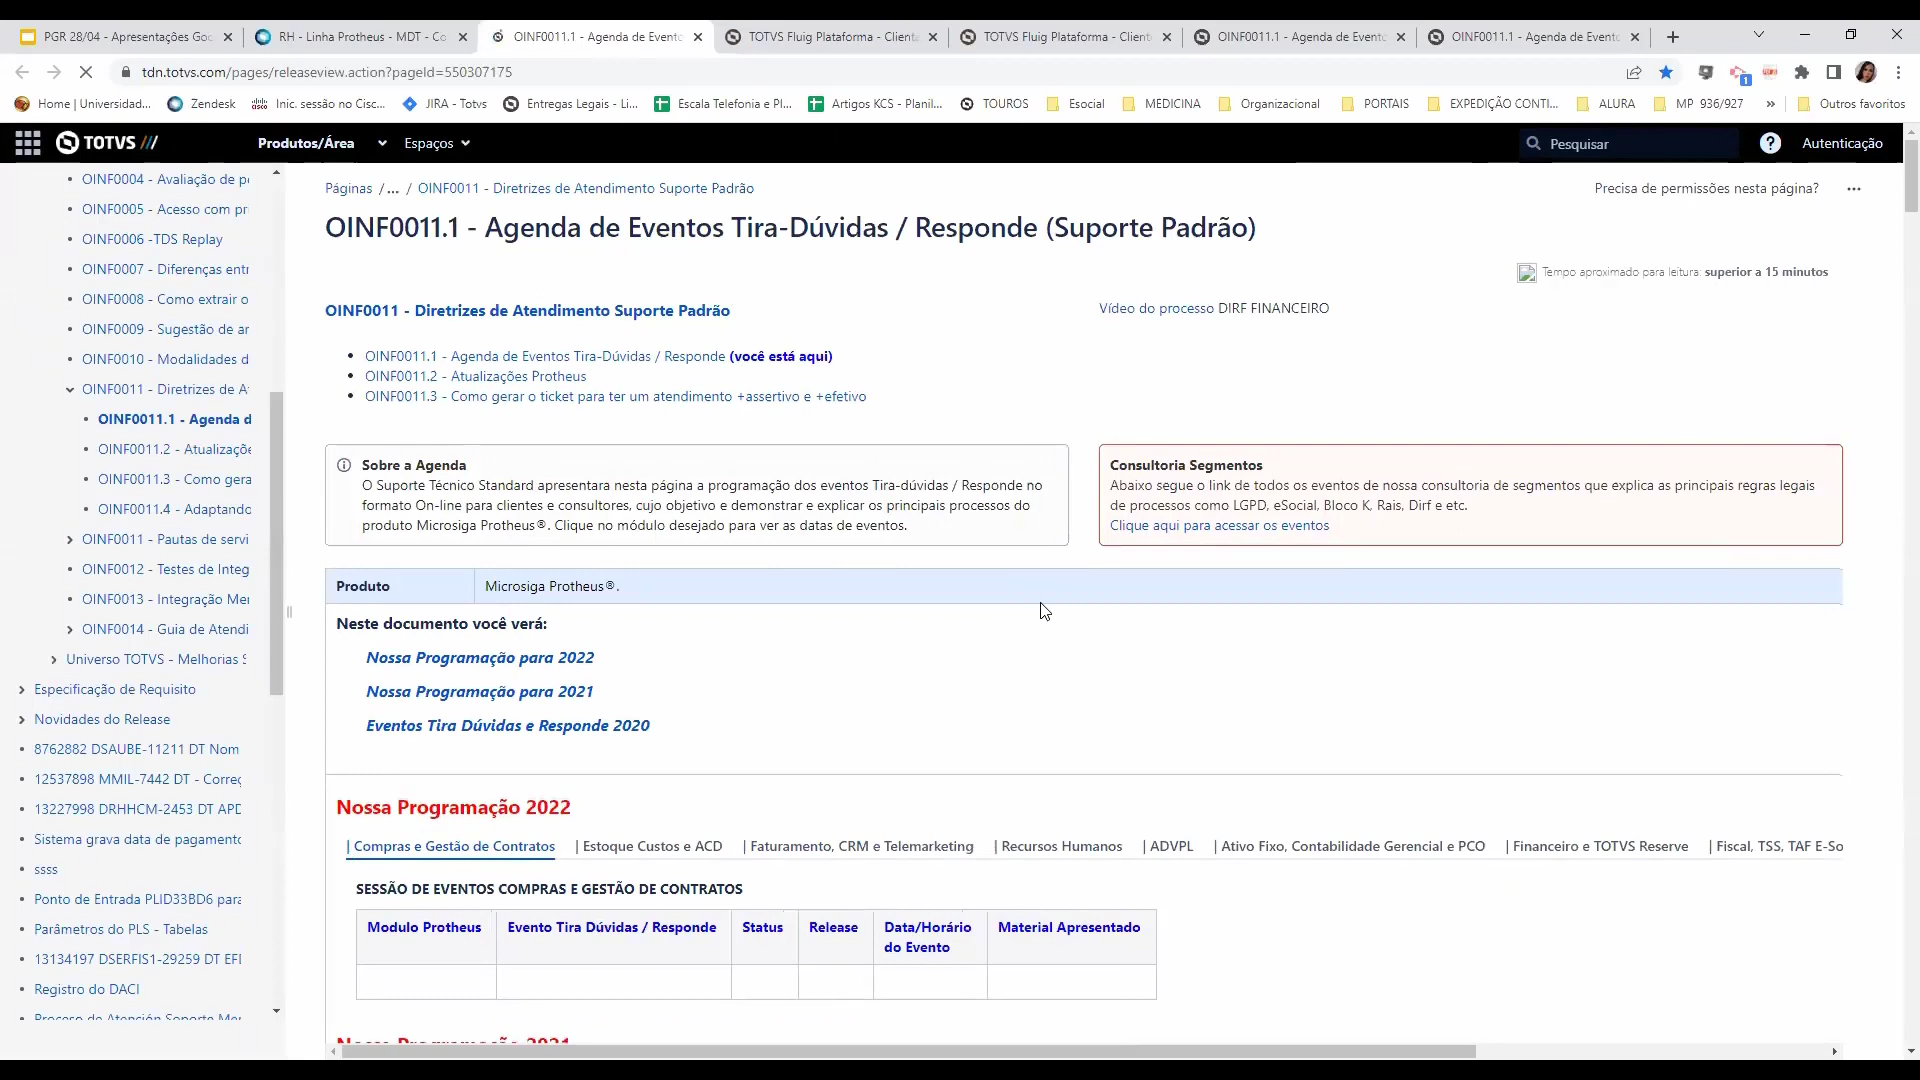 PGR 28/04 - Apresentações Goo
RH - Linha Protheus - MDT - Co
OINF0011.1 - Agenda de Evento
TOTVS Fluig Plataforma - Cliente
TOTVS Fluig Plataforma - Cliente
OINF0011.1 - Agenda de Evento
OINF0011.1 - Agenda de Evento
tdn.totvs.com/pages/releaseview.action?pageId=550307175
Home | Universidad...
Zendesk
Inic. sessão no Cisc...
JIRA - Totvs
Entregas Legais - Li...
Escala Telefonia e Pl...
Artigos KCS - Planil...
TOUROS
Esocial
MEDICINA
Organizacional
PORTAIS
EXPEDIÇÃO CONTI...
ALURA
MP 936/927
»
Outros favoritos
TOTVS
Produtos/Área
Espaços
Pesquisar
Autenticação
OINF0004 - Avaliação de pe
OINF0005 - Acesso com pri
OINF0006 -TDS Replay
OINF0007 - Diferenças entr
OINF0008 - Como extrair o
OINF0009 - Sugestão de ar
OINF0010 - Modalidades d
OINF0011 - Diretrizes de At
OINF0011.1 - Agenda d
OINF0011.2 - Atualizaçõe
OINF0011.3 - Como gera
OINF0011.4 - Adaptando
OINF0011 - Pautas de servi
OINF0012 - Testes de Integ
OINF0013 - Integração Mer
OINF0014 - Guia de Atendi
Universo TOTVS - Melhorias S
Especificação de Requisito
Novidades do Release
8762882 DSAUBE-11211 DT Nom
12537898 MMIL-7442 DT - Correç
13227998 DRHHCM-2453 DT APD
Sistema grava data de pagamento
ssss
Ponto de Entrada PLID33BD6 para
Parâmetros do PLS - Tabelas
13134197 DSERFIS1-29259 DT EFI
Registro do DACI
Proceso de Atención Soporte Mer
Páginas /... / OINF0011 - Diretrizes de Atendimento Suporte Padrão
Precisa de permissões nesta página?
OINF0011.1 - Agenda de Eventos Tira-Dúvidas / Responde (Suporte Padrão)
Tempo aproximado para leitura: superior a 15 minutos
OINF0011 - Diretrizes de Atendimento Suporte Padrão
Vídeo do processo DIRF FINANCEIRO
OINF0011.1 - Agenda de Eventos Tira-Dúvidas / Responde (você está aqui)
OINF0011.2 - Atualizações Protheus
OINF0011.3 - Como gerar o ticket para ter um atendimento +assertivo e +efetivo
Sobre a Agenda
O Suporte Técnico Standard apresentara nesta página a programação dos eventos Tira-dúvidas / Responde no
formato On-line para clientes e consultores, cujo objetivo e demonstrar e explicar os principais processos do
produto Microsiga Protheus®. Clique no módulo desejado para ver as datas de eventos.
Consultoria Segmentos
Abaixo segue o link de todos os eventos de nossa consultoria de segmentos que explica as principais regras legais
de processos como LGPD, eSocial, Bloco K, Rais, Dirf e etc.
Clique aqui para acessar os eventos
Produto
Microsiga Protheus®.
Neste documento você verá:
Nossa Programação para 2022
Nossa Programação para 2021
Eventos Tira Dúvidas e Responde 2020
Nossa Programação 2022
| Compras e Gestão de Contratos
| Estoque Custos e ACD
| Faturamento, CRM e Telemarketing
| Recursos Humanos
| ADVPL
| Ativo Fixo, Contabilidade Gerencial e PCO
| Financeiro e TOTVS Reserve
| Fiscal, TSS, TAF E-So
SESSÃO DE EVENTOS COMPRAS E GESTÃO DE CONTRATOS
Modulo Protheus
Evento Tira Dúvidas / Responde
Status
Release
Data/Horário
do Evento
Material Apresentado
Nossa Programação 2021